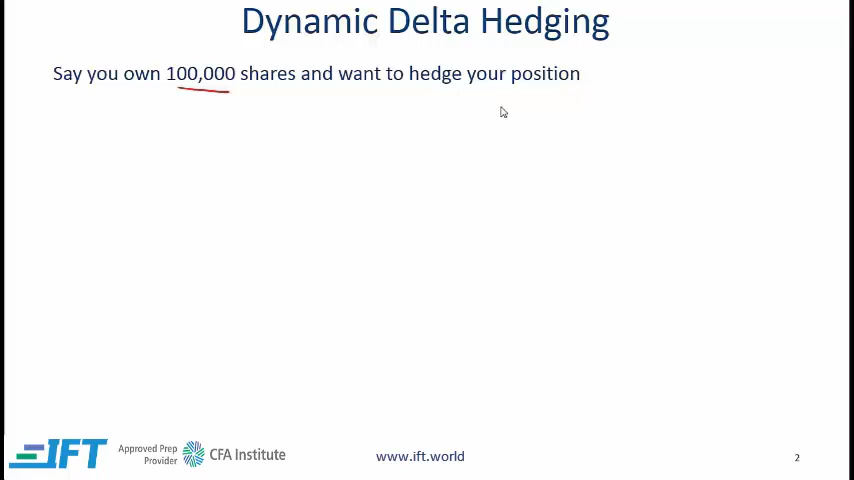 Dynamic Delta Hedging
Say you own 100,000 shares and want to hedge your position
IFT
Approved Prep
Provider
CFA Institute
www.ift.world
2